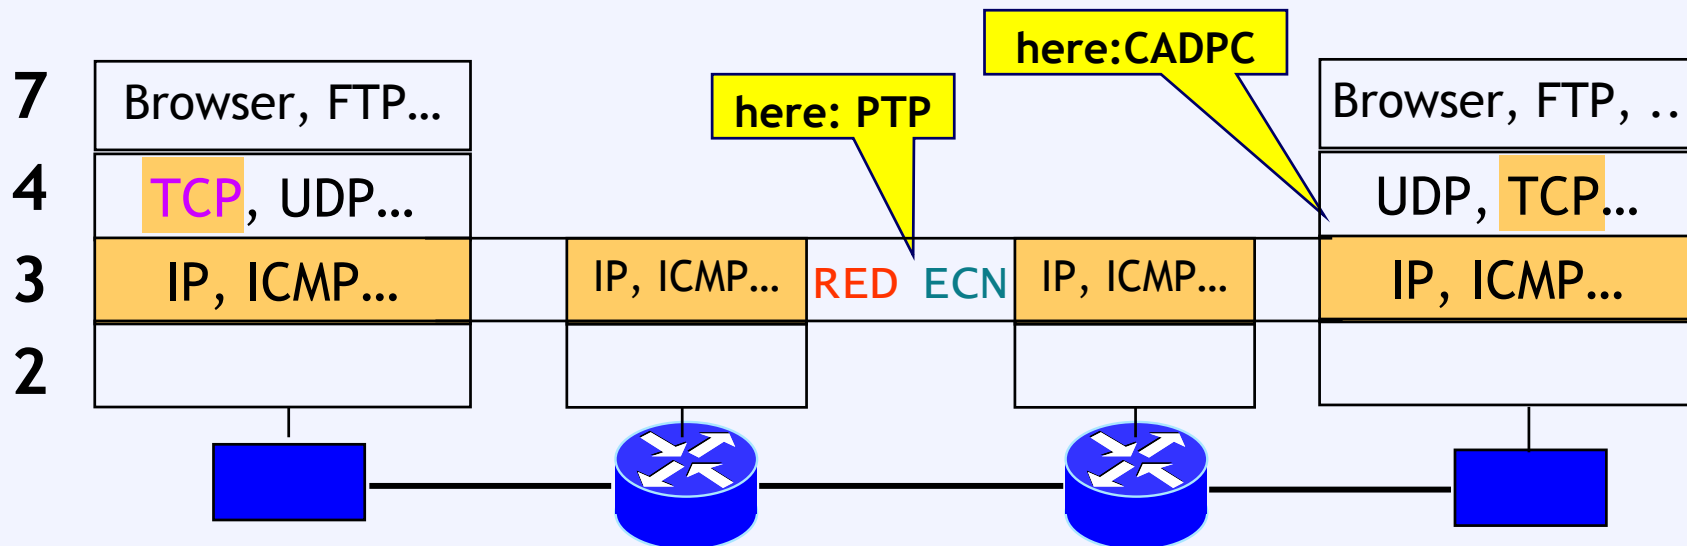 here:CADPC
here: PTP
7
Browser, FTP...
Browser, FTP, ..
4
TCP, UDP...
UDP, TCP...
3
IP, ICMP...
IP, ICMP...
RED ECN
IP, ICMP...
IP, ICMP...
2